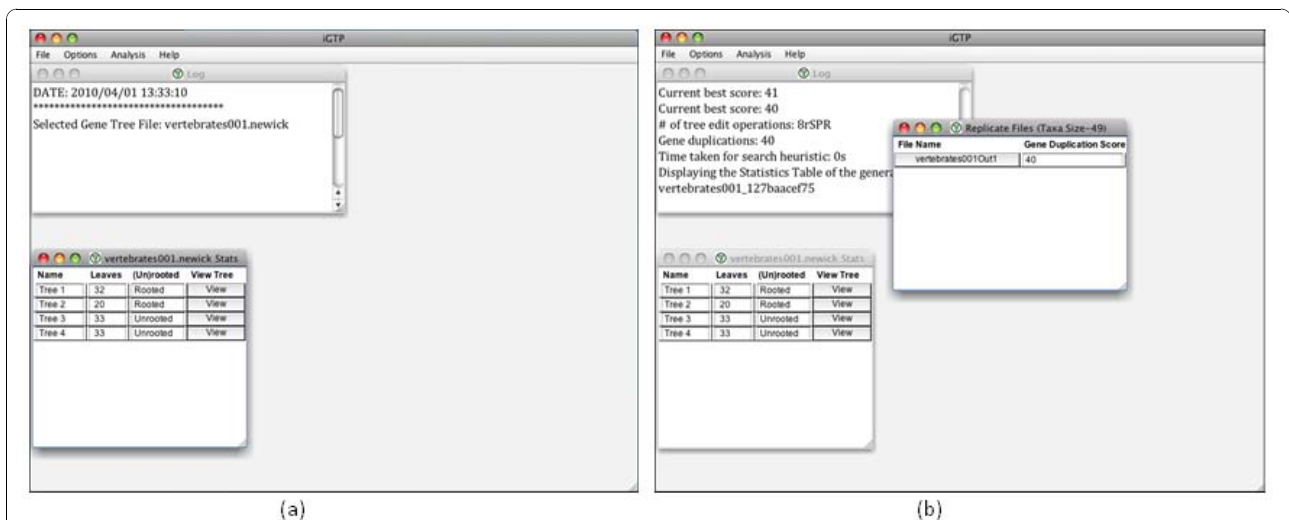 iGTP
File Options Analysis Help
Log
DATE: 2010/04/01 13:33:10
*************************************
Selected Gene Tree File: vertebrates001.newick
vertebrates001.newick Stats
Name Leaves (Un)rooted View Tree
Tree 1 32 Rooted View
Tree 2 20 Rooted View
Tree 3 33 Unrooted View
Tree 4 33 Unrooted View
(a)
iGTP
File Options Analysis Help
Log
Current best score: 41
Current best score: 40
# of tree edit operations: 8rSPR
Gene duplications: 40
Time taken for search heuristic: 0s
Displaying the Statistics Table of the genera
vertebrates001_127baacef75
Replicate Files (Taxa Size-49)
File Name Gene Duplication Score
vertebrates001Out1 40
vertebrates001.newick Stats
Name Leaves (Un)rooted View Tree
Tree 1 32 Rooted View
Tree 2 20 Rooted View
Tree 3 33 Unrooted View
Tree 4 33 Unrooted View
(b)